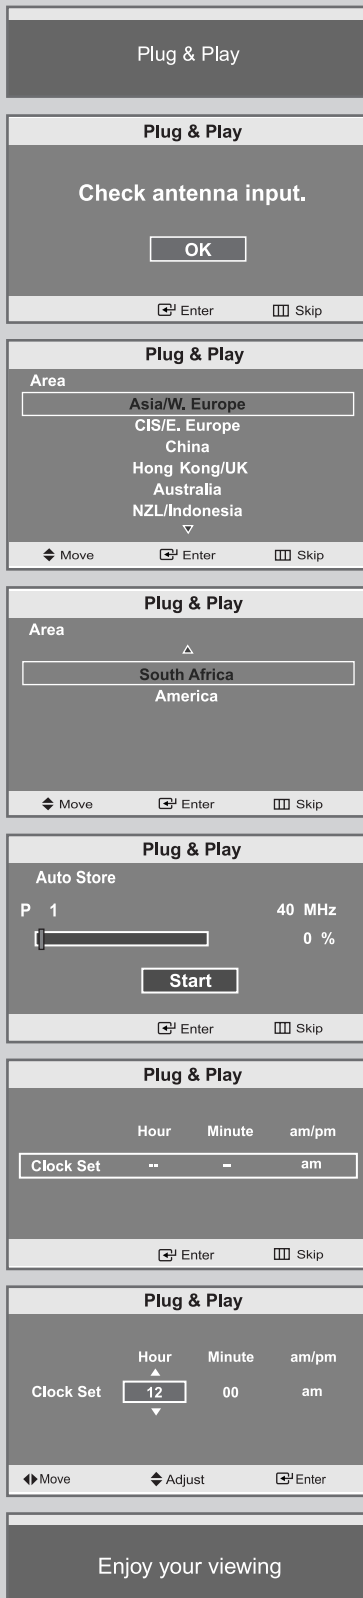 Plug & Play
Plug & Play
Check antenna input.
OK
Enter Skip
Plug & Play
Area
Asia/W. Europe
CIS/E. Europe
China
Hong Kong/UK
Australia
NZL/Indonesia
Move Enter Skip
Plug & Play
Area
South Africa
America
Move Enter Skip
Plug & Play
Auto Store
P 1 40 MHz
0 %
Start
Enter Skip
Plug & Play
Hour Minute am/pm
Clock Set -- – am
Enter Skip
Plug & Play
Hour Minute am/pm
Clock Set 12 00 am
Move Adjust Enter
Enjoy your viewing